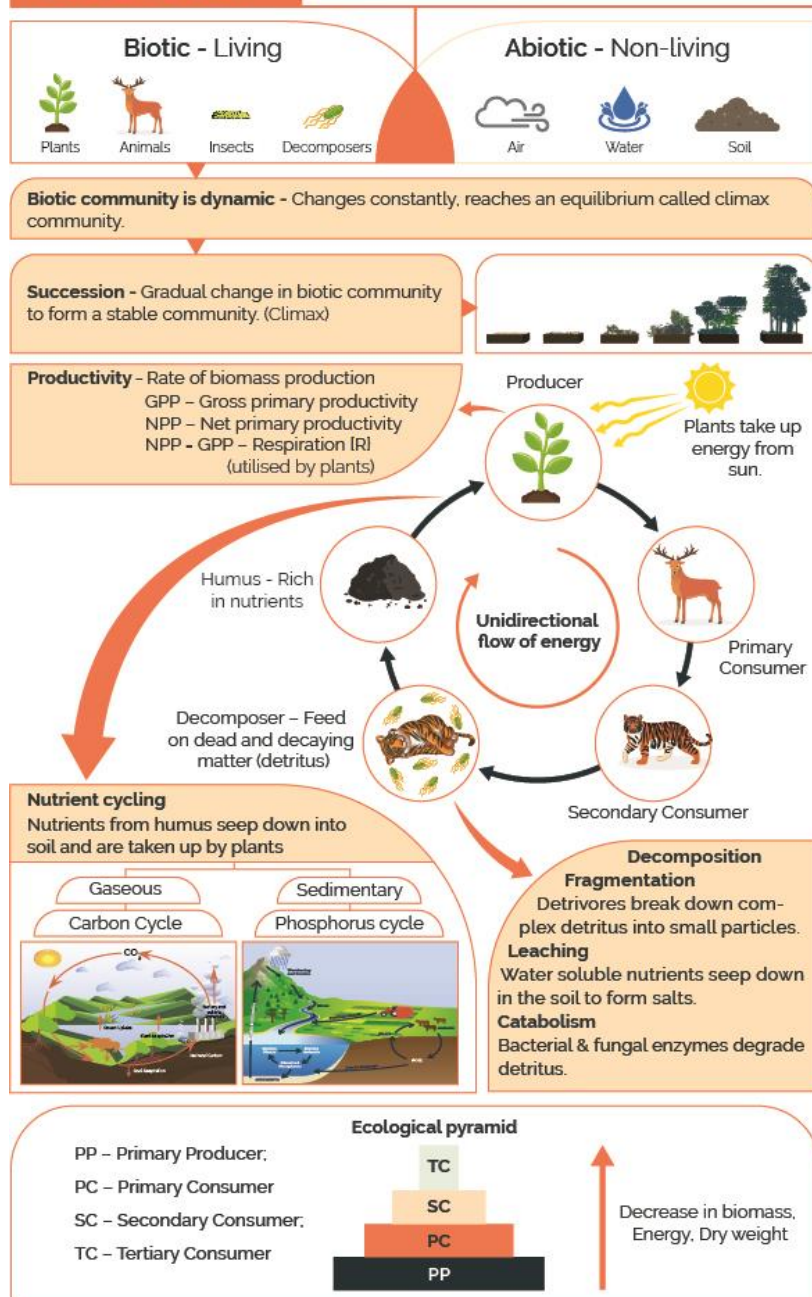 Biotic - Living
Abiotic - Non-living
Plants
Animals
Insects
Decomposers
Air
Water
Soil
Biotic community is dynamic - Changes constantly, reaches an equilibrium called climax
community.
Succession - Gradual change in biotic community
to form a stable community. (Climax)
Productivity - Rate of biomass production
GPP – Gross primary productivity
NPP – Net primary productivity
NPP - GPP – Respiration [R}
(utilised by plants)
Producer
Plants take up
energy from
sun.
Humus - Rich
in nutrients
Unidirectional
flow of energy
Primary
Consumer
Decomposer – Feed
on dead and decaying
matter (detritus)
Secondary Consumer
Nutrient cycling
Nutrients from humus seep down into
soil and are taken up by plants
Gaseous
Sedimentary
Carbon Cycle
Phosphorus cycle
CO
Decomposition
Fragmentation
Detrivores break down com-
plex detritus into small particles.
Leaching
Water soluble nutrients seep down
in the soil to form salts.
Catabolism
Bacterial & fungal enzymes degrade
detritus.
Ecological pyramid
PP – Primary Producer;
PC – Primary Consumer
SC – Secondary Consumer;
TC – Tertiary Consumer
TC
SC
PC
PP
Decrease in biomass,
Energy, Dry weight